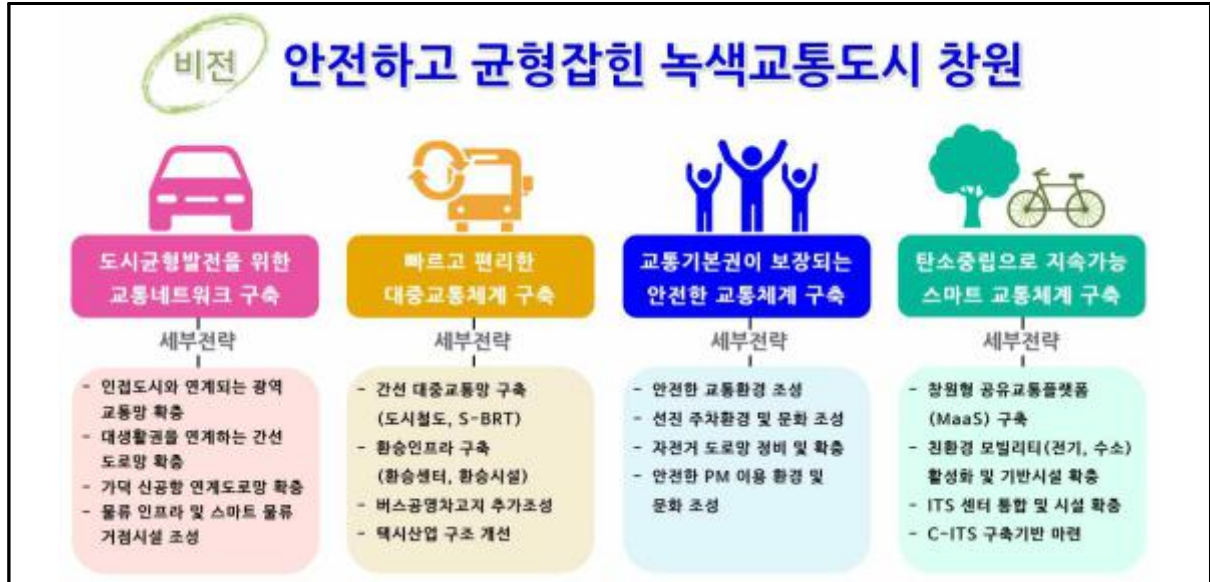 비전
안전하고 균형잡힌 녹색교통도시 창원
도시균형발전을 위한
교통네트워크 구축
세부전략
- 인접도시와 연계되는 광역
교통망 확충
- 대생활권을 연계하는 간선
도로망 확충
- 가덕 신공항 연계도로망 확충
- 물류 인프라 및 스마트 물류
거점시설 조성
빠르고 편리한
대중교통체계 구축
세부전략
- 간선 대중교통망 구축
(도시철도, S-BRT)
- 환승인프라 구축
(환승센터, 환승시설)
- 버스공영차고지 추가조성
- 택시산업 구조 개선
교통기본권이 보장되는
안전한 교통체계 구축
세부전략
- 안전한 교통환경 조성
- 선진 주차환경 및 문화 조성
- 자전거 도로망 정비 및 확충
- 안전한 PM 이용 환경 및
문화 조성
탄소중립으로 지속가능
스마트 교통체계 구축
세부전략
- 창원형 공유교통플랫폼
(MaaS) 구축
- 친환경 모빌리티(전기, 수소)
활성화 및 기반시설 확충
- ITS 센터 통합 및 시설 확충
- C-ITS 구축기반 마련